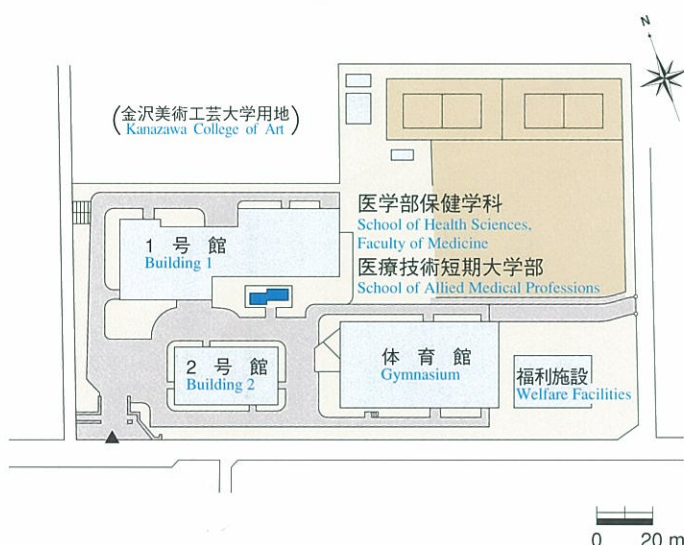 N
(金沢美術工芸大学用地)
Kanazawa College of Art
医学部保健学科
School of Health Sciences,
Faculty of Medicine
医療技術短期大学部
School of Allied Medical Professions
1 号 館
Building 1
2 号 館
Building 2
体 育 館
Gymnasium
福利施設
Welfare Facilities
0 20 m